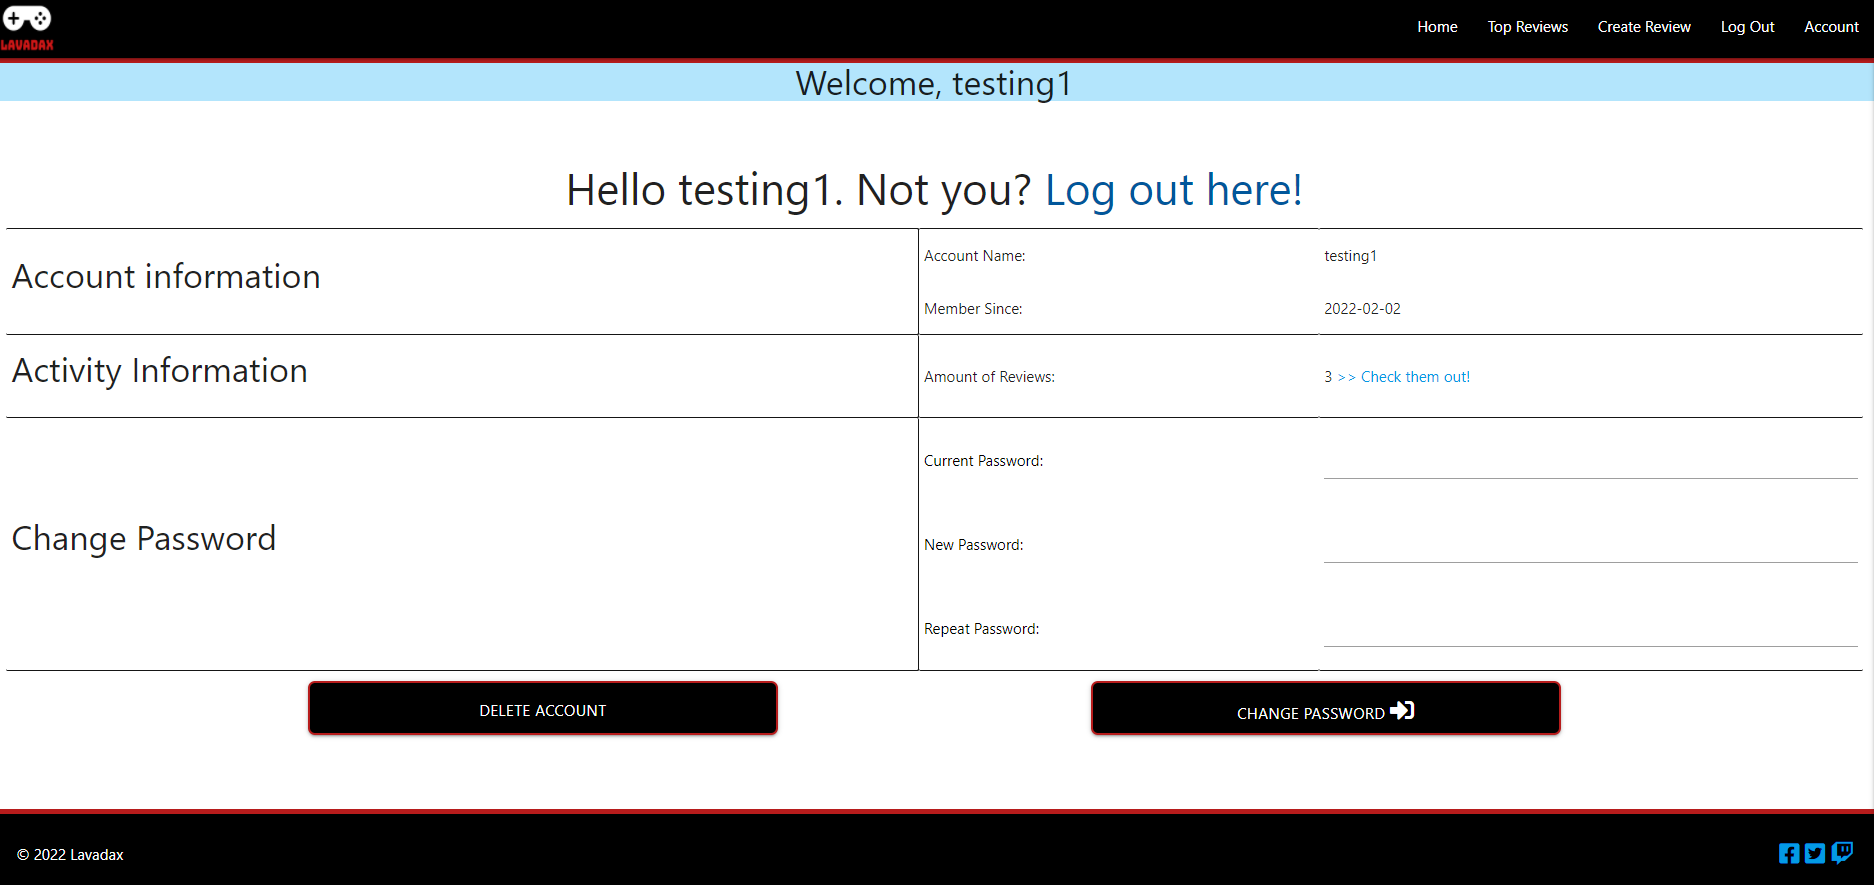 LAVADAX
Home Top Reviews Create Review Log Out Account
Welcome, testing1
Hello testing1. Not you? Log out here!
Account information
Account Name: testing1
Member Since: 2022-02-02
Activity Information
Amount of Reviews: 3 >> Check them out!
Change Password
Current Password:
New Password:
Repeat Password:
DELETE ACCOUNT
CHANGE PASSWORD
© 2022 Lavadax